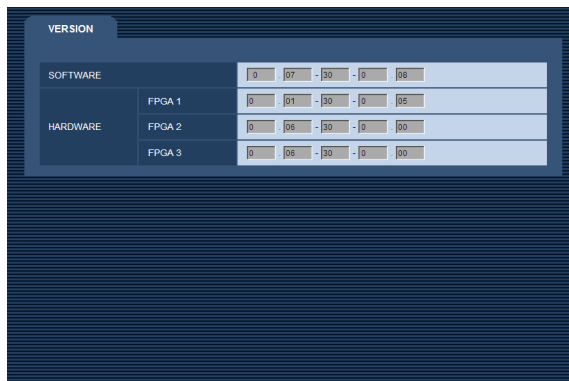 VERSION
SOFTWARE 0 . 07 - 30 - 0 . 08
FPGA 1 0 . 01 - 30 - 0 . 05
HARDWARE FPGA 2 0 . 06 - 30 - 0 . 00
FPGA 3 0 . 06 - 30 - 0 . 00